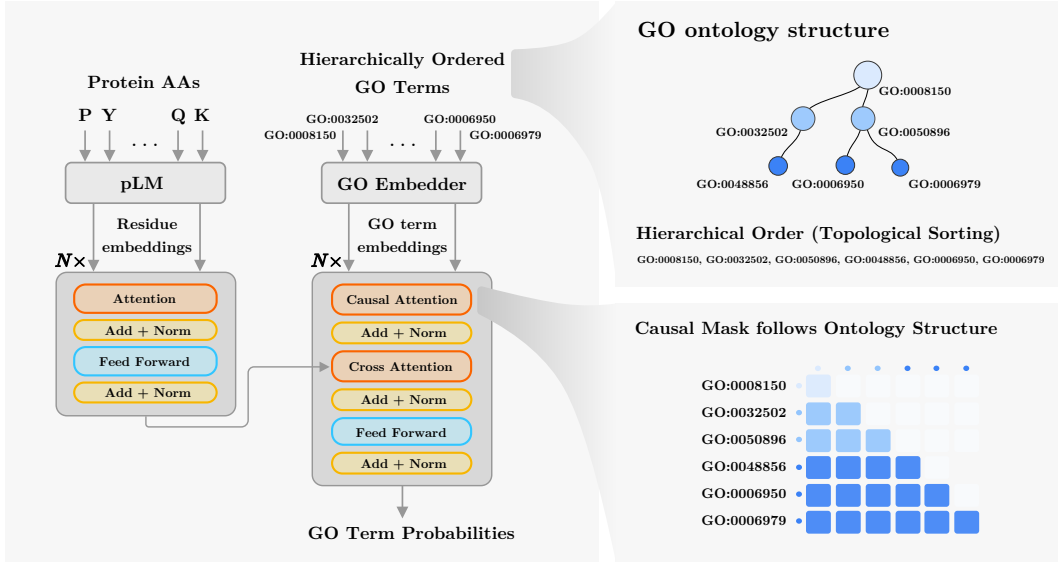 Protein AAs
P Y Q K
. . .
pLM
Residue
embeddings
N×
Attention
Add + Norm
Feed Forward
Add + Norm
Hierarchically Ordered
GO Terms
GO:0032502
GO:0006950
GO:0008150
GO:0006979
. . .
GO Embedder
GO term
embeddings
N×
Causal Attention
Add + Norm
Cross Attention
Add + Norm
Feed Forward
Add + Norm
GO Term Probabilities
GO ontology structure
GO:0008150
GO:0032502
GO:0050896
GO:0048856
GO:0006950
GO:0006979
Hierarchical Order (Topological Sorting)
GO:0008150, GO:0032502, GO:0050896, GO:0048856, GO:0006950, GO:0006979
Causal Mask follows Ontology Structure
GO:0008150
GO:0032502
GO:0050896
GO:0048856
GO:0006950
GO:0006979